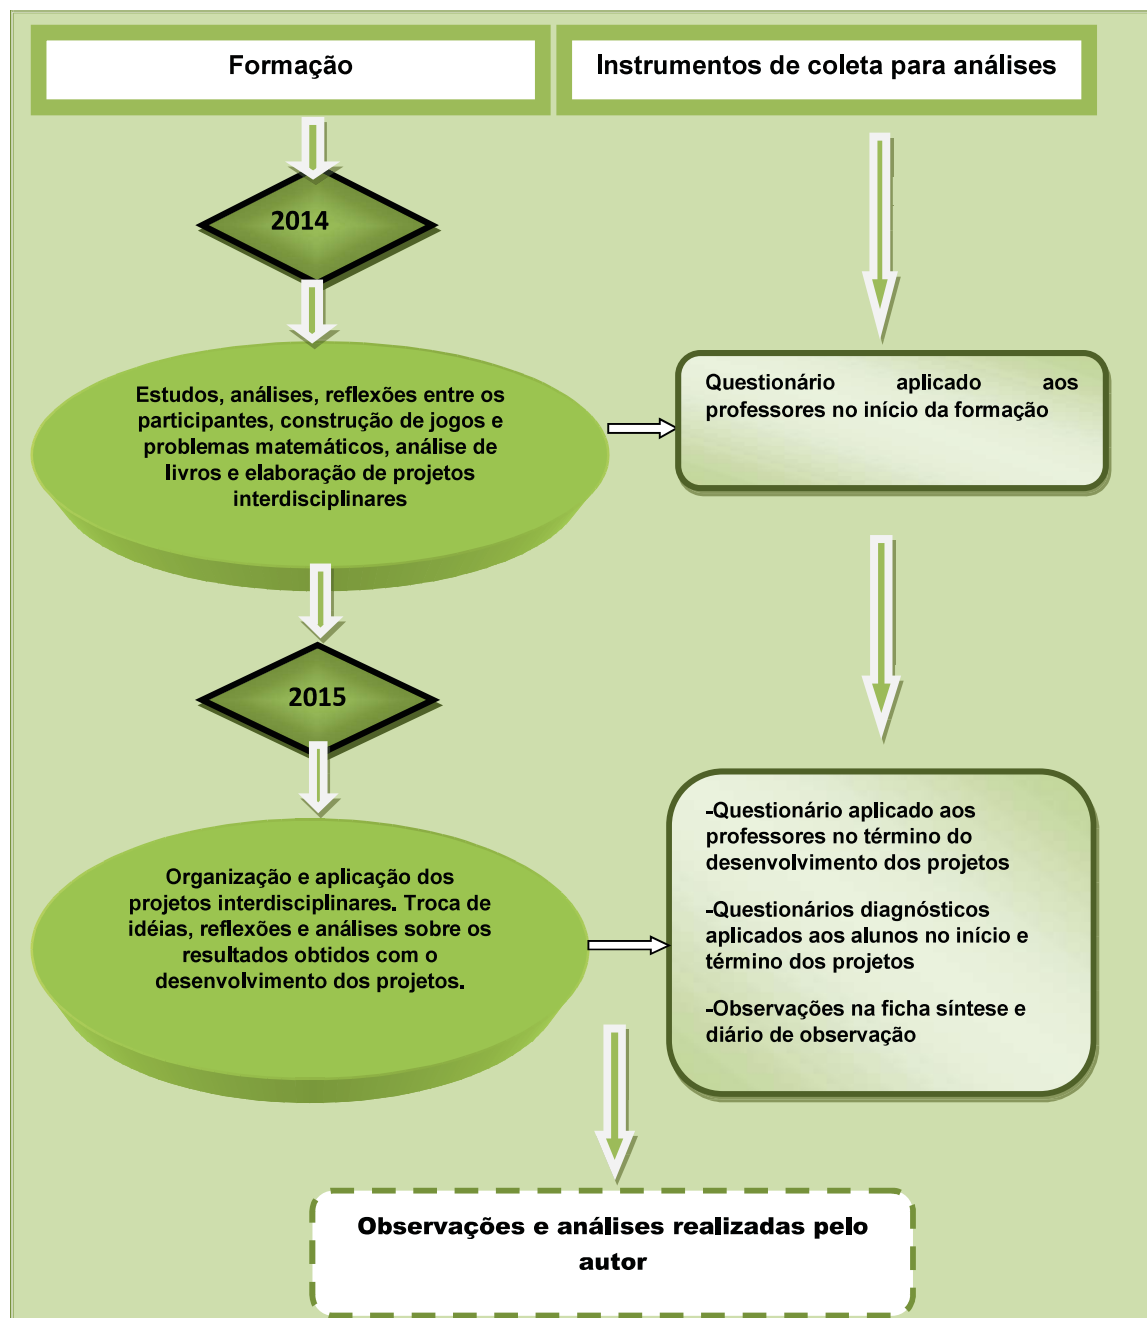 Formação
Instrumentos de coleta para análises
2014
Estudos, análises, reflexões entre os
participantes, construção de jogos e
problemas matemáticos, análise de
livros e elaboração de projetos
interdisciplinares
Questionário aplicado aos
professores no início da formação
2015
Organização e aplicação dos
projetos interdisciplinares. Troca de
idéias, reflexões e análises sobre os
resultados obtidos com o
desenvolvimento dos projetos.
-Questionário aplicado aos
professores no término do
desenvolvimento dos projetos
-Questionários diagnósticos
aplicados aos alunos no início e
término dos projetos
-Observações na ficha síntese e
diário de observação
Observações e análises realizadas pelo
autor